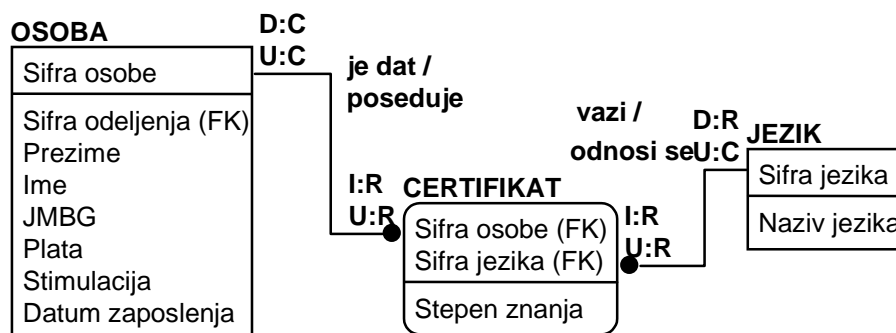 OSOBA
D:C
U:C
Sifra osobe
Sifra odeljenja (FK)
Prezime
Ime
JMBG
Plata
Stimulacija
Datum zaposlenja
je dat /
poseduje
I:R
U:R
CERTIFIKAT
Sifra osobe (FK)
Sifra jezika (FK)
Stepen znanja
I:R
U:R
vazi /
odnosi se
D:R
U:C
JEZIK
Sifra jezika
Naziv jezika